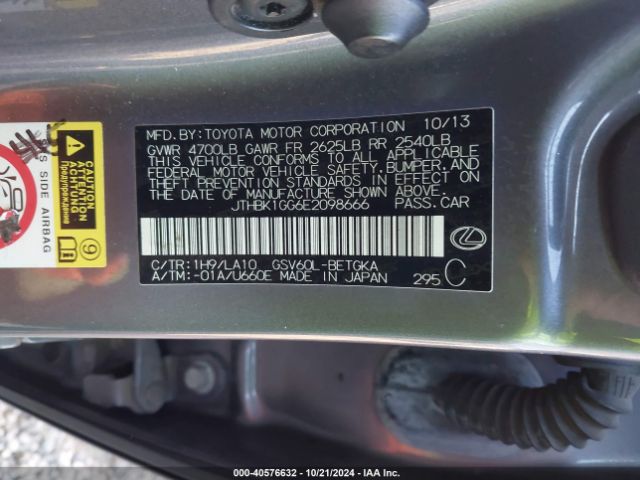 MFD. BY: TOYOTA MOTOR CORPORATION 10/13
GVWR 4700LB GAWR FR 2625LB RR 2540LB
THIS VEHICLE CONFORMS TO ALL APPLICABLE
FEDERAL MOTOR VEHICLE SAFETY, BUMPER, AND
THEFT PREVENTION STANDARDS IN EFFECT ON
THE DATE OF MANUFACTURE SHOWN ABOVE.
JTHBK1GG6E2098666 PASS. CAR
C/TR: 1H9/LA10 GSV60L-BETGKA
A/TM: -01A/U660E MADE IN JAPAN 295 C
CAUTION
ATTENTION
ACHTUNG
SIDE AIRBAG
9
000-40576632 - 10/21/2024 - IAA Inc.